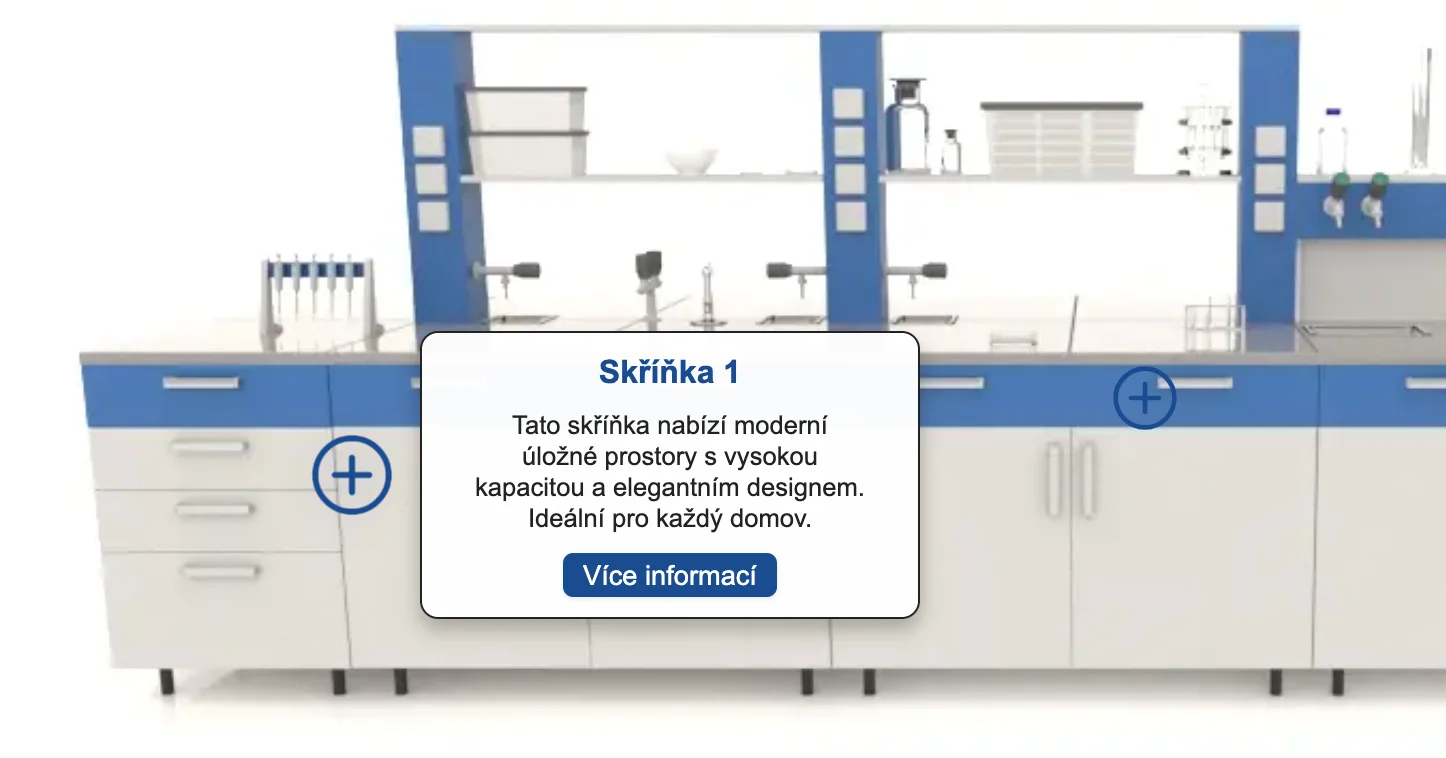 Skříňka 1
Tato skříňka nabízí moderní
úložné prostory s vysokou
kapacitou a elegantním designem.
Ideální pro každý domov.
Více informací